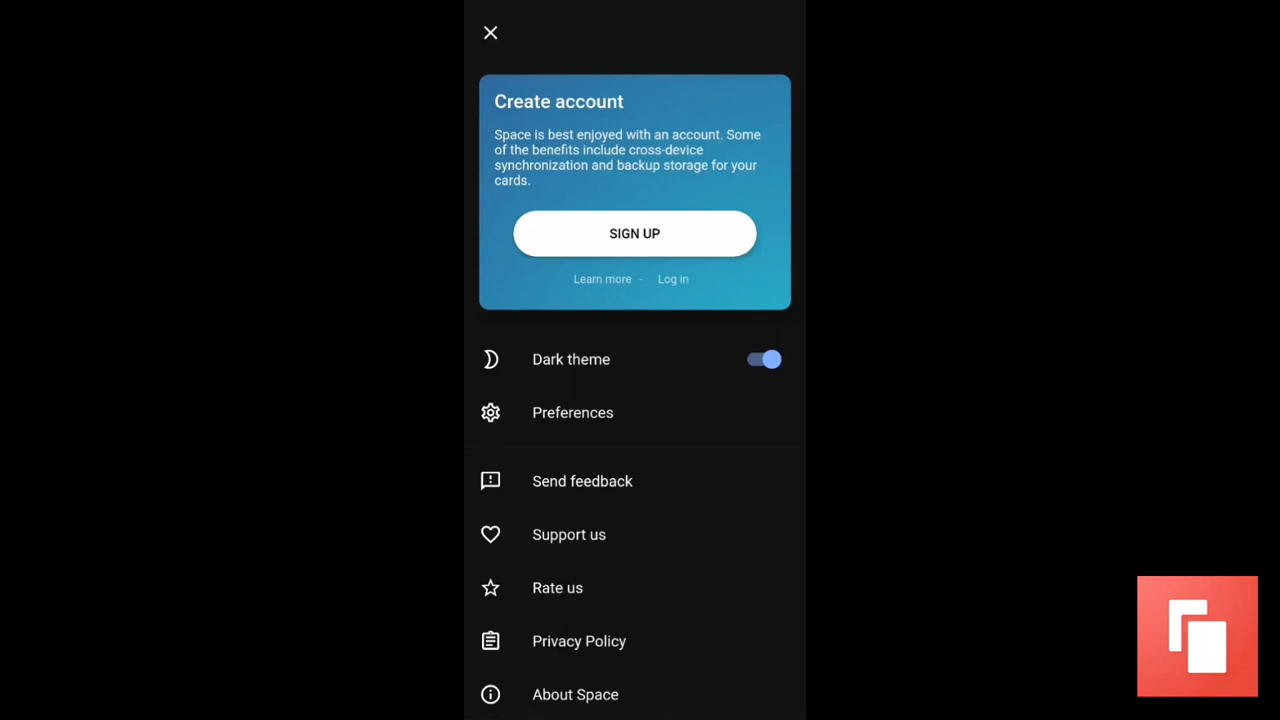 Create account
Space is best enjoyed with an account. Some
of the benefits include cross-device
synchronization and backup storage for your
cards.
SIGN UP
Learn more - Log in
Dark theme
Preferences
Send feedback
Support us
Rate us
Privacy Policy
About Space